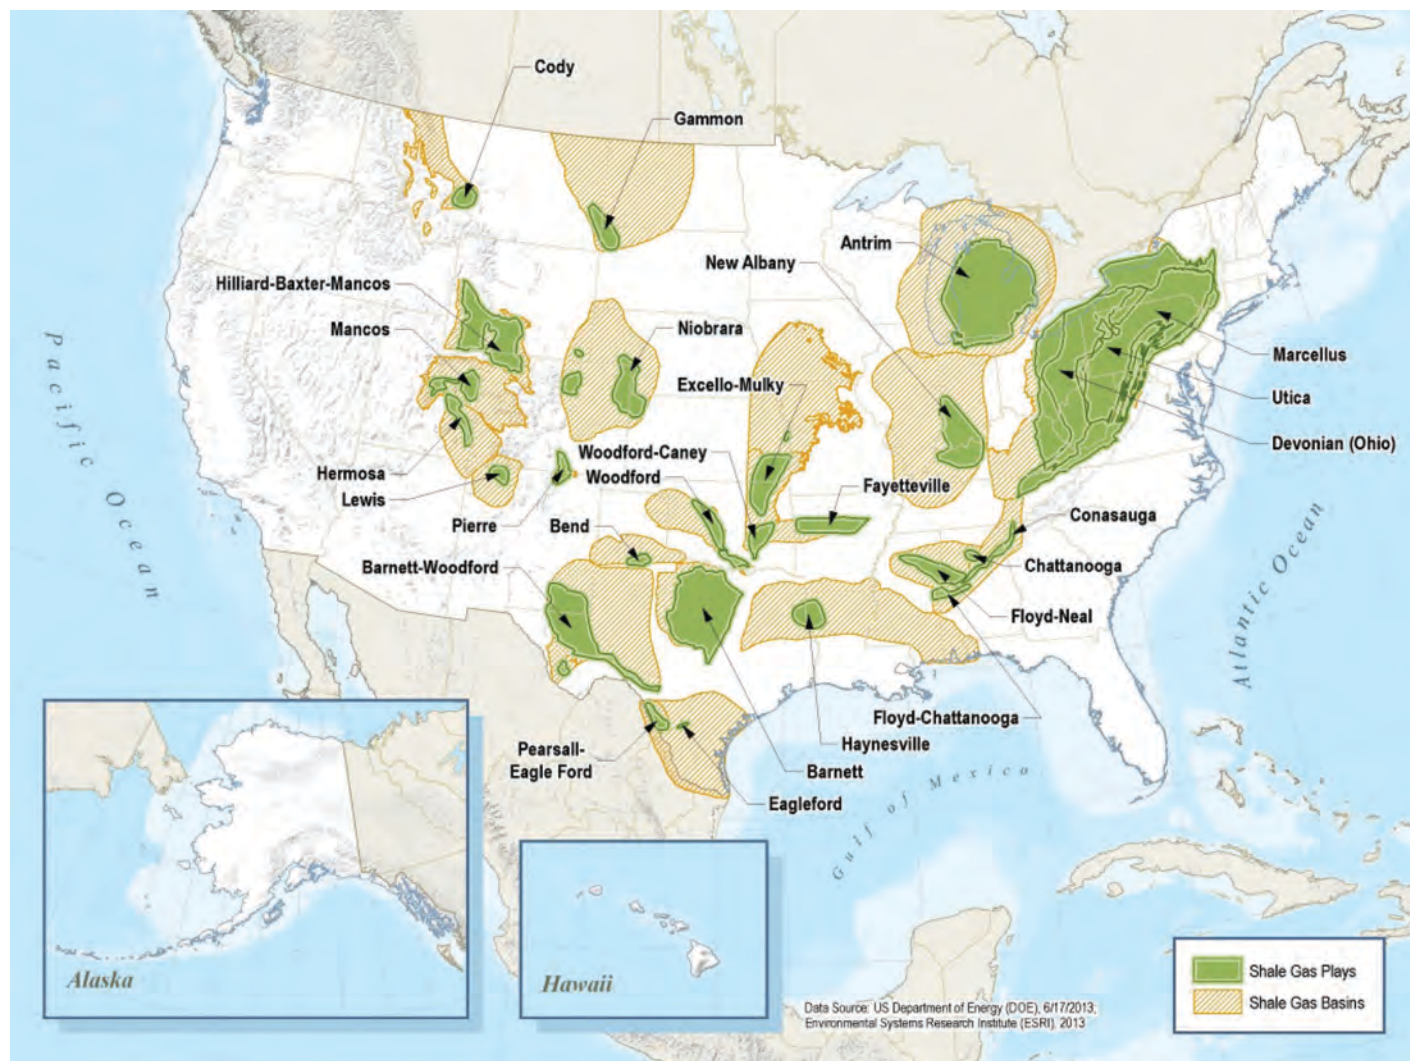 Cody
Gammon
Antrim
New Albany
Hilliard-Baxter-Mancos
Mancos
Niobrara
Marcellus
Excello-Mulky
Utica
Devonian (Ohio)
Woodford-Caney
Woodford
Hermosa
Lewis
Fayetteville
Pierre
Bend
Conasauga
Barnett-Woodford
Chattanooga
Floyd-Neal
Floyd-Chattanooga
Haynesville
Pearsall-
Eagle Ford
Barnett
Eagleford
Pacific Ocean
Atlantic Ocean
Gulf of Mexico
Alaska
Hawaii
Shale Gas Plays
Shale Gas Basins
Data Source: US Department of Energy (DOE), 6/17/2013;
Environmental Systems Research Institute (ESRI), 2013